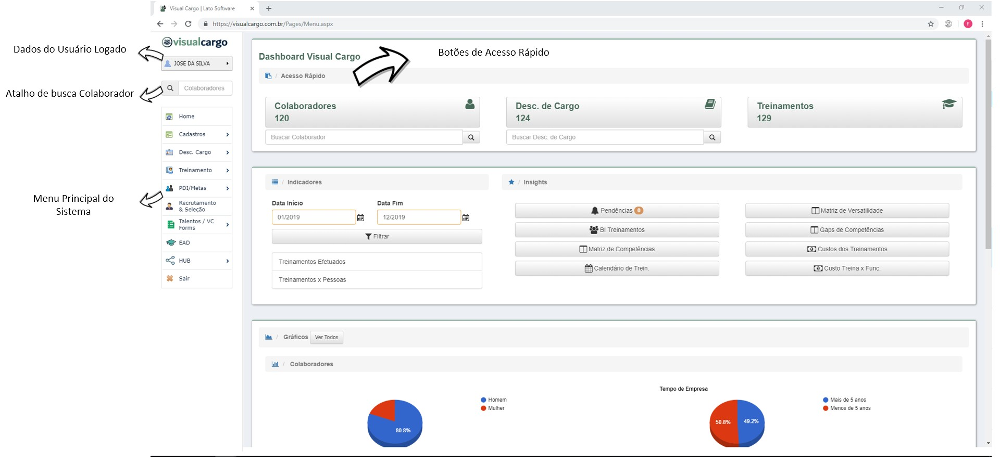 Visual Cargo | Lato Software
https://visualcargo.com.br/Pages/Menu.aspx
F
visualcargo
Dados do Usuário Logado
JOSE DA SILVA
Atalho de busca Colaborador
Colaboradores
Home
Cadastros
Desc. Cargo
Treinamento
PDI/Metas
Menu Principal do
Sistema
Recrutamento
& Seleção
Talentos / VC
Forms
EAD
HUB
Sair
Dashboard Visual Cargo
Botões de Acesso Rápido
/ Acesso Rápido
Colaboradores
120
Buscar Colaborador
Desc. de Cargo
124
Buscar Desc. de Cargo
Treinamentos
129
/ Indicadores
Data Início
Data Fim
01/2019
12/2019
Filtrar
Treinamentos Efetuados
Treinamentos x Pessoas
/ Insights
Pendências 0
Matriz de Versatilidade
BI Treinamentos
Gaps de Competências
Matriz de Competências
Custos dos Treinamentos
Calendário de Trein.
Custo Treina x Func.
/ Gráficos Ver Todos
/ Colaboradores
Homem
Mulher
80.8%
Tempo de Empresa
Mais de 5 anos
Menos de 5 anos
50.8%
49.2%